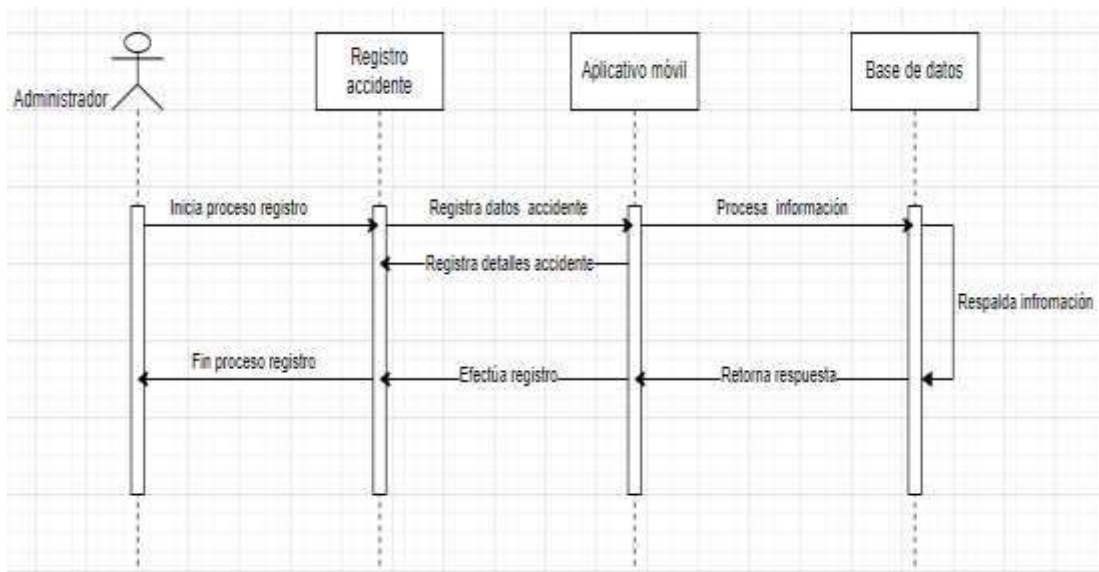 Administrador
Registro
accidente
Aplicativo móvil
Base de datos
Inicia proceso registro
Registra datos accidente
Procesa información
Registra detalles accidente
Respalda infromación
Fin proceso registro
Efectúa registro
Retorna respuesta